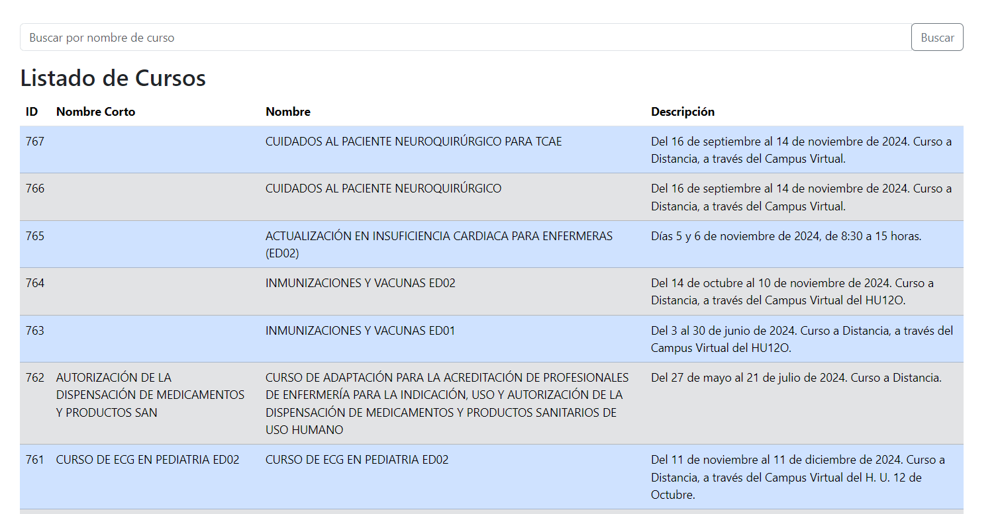 Buscar por nombre de curso
Buscar
Listado de Cursos
ID Nombre Corto Nombre Descripción
767 CUIDADOS AL PACIENTE NEUROQUIRÚRGICO PARA TCAE Del 16 de septiembre al 14 de noviembre de 2024. Curso a
Distancia, a través del Campus Virtual.
766 CUIDADOS AL PACIENTE NEUROQUIRÚRGICO Del 16 de septiembre al 14 de noviembre de 2024. Curso a
Distancia, a través del Campus Virtual.
765 ACTUALIZACIÓN EN INSUFICIENCIA CARDIACA PARA ENFERMERAS Días 5 y 6 de noviembre de 2024, de 8:30 a 15 horas.
(ED02)
764 INMUNIZACIONES Y VACUNAS ED02 Del 14 de octubre al 10 de noviembre de 2024. Curso a
Distancia, a través del Campus Virtual del HU12O.
763 INMUNIZACIONES Y VACUNAS ED01 Del 3 al 30 de junio de 2024. Curso a Distancia, a través del
Campus Virtual del HU12O.
762 AUTORIZACIÓN DE LA CURSO DE ADAPTACIÓN PARA LA ACREDITACIÓN DE PROFESIONALES Del 27 de mayo al 21 de julio de 2024. Curso a Distancia.
DISPENSACIÓN DE MEDICAMENTOS DE ENFERMERÍA PARA LA INDICACIÓN, USO Y AUTORIZACIÓN DE LA
Y PRODUCTOS SAN DISPENSACIÓN DE MEDICAMENTOS Y PRODUCTOS SANITARIOS DE
USO HUMANO
761 CURSO DE ECG EN PEDIATRIA ED02 CURSO DE ECG EN PEDIATRIA ED02 Del 11 de noviembre al 11 de diciembre de 2024. Curso a
Distancia, a través del Campus Virtual del H. U. 12 de
Octubre.